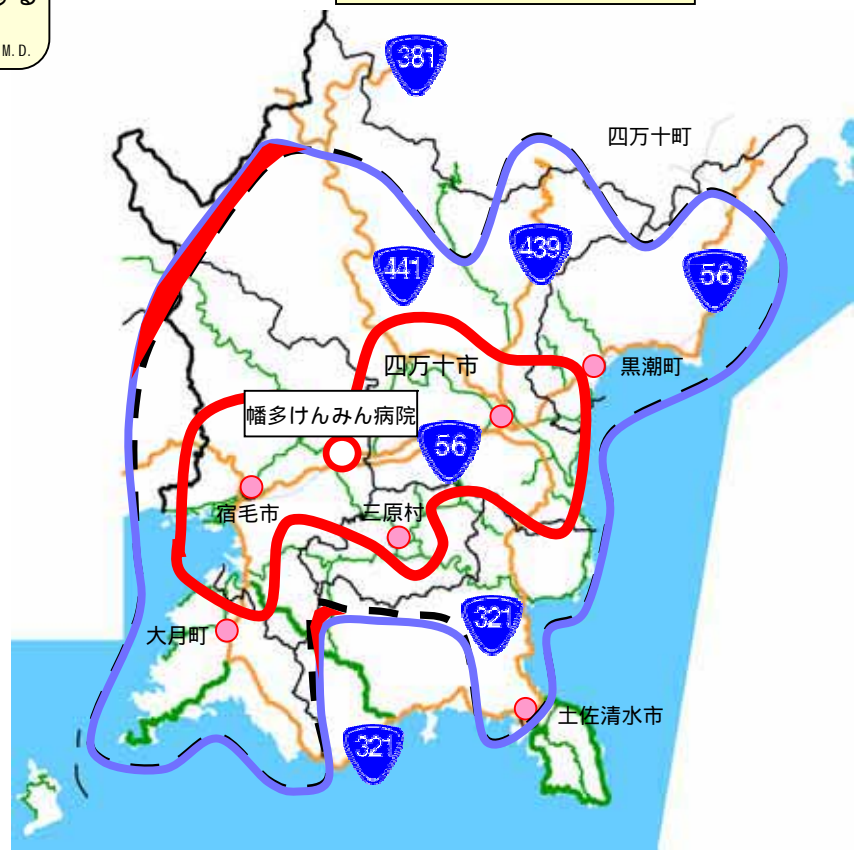 M.D.
381
四万十町
439
441
56
四万十市
黒潮町
幡多けんみん病院
56
宿毛市
三原村
321
大月町
土佐清水市
321